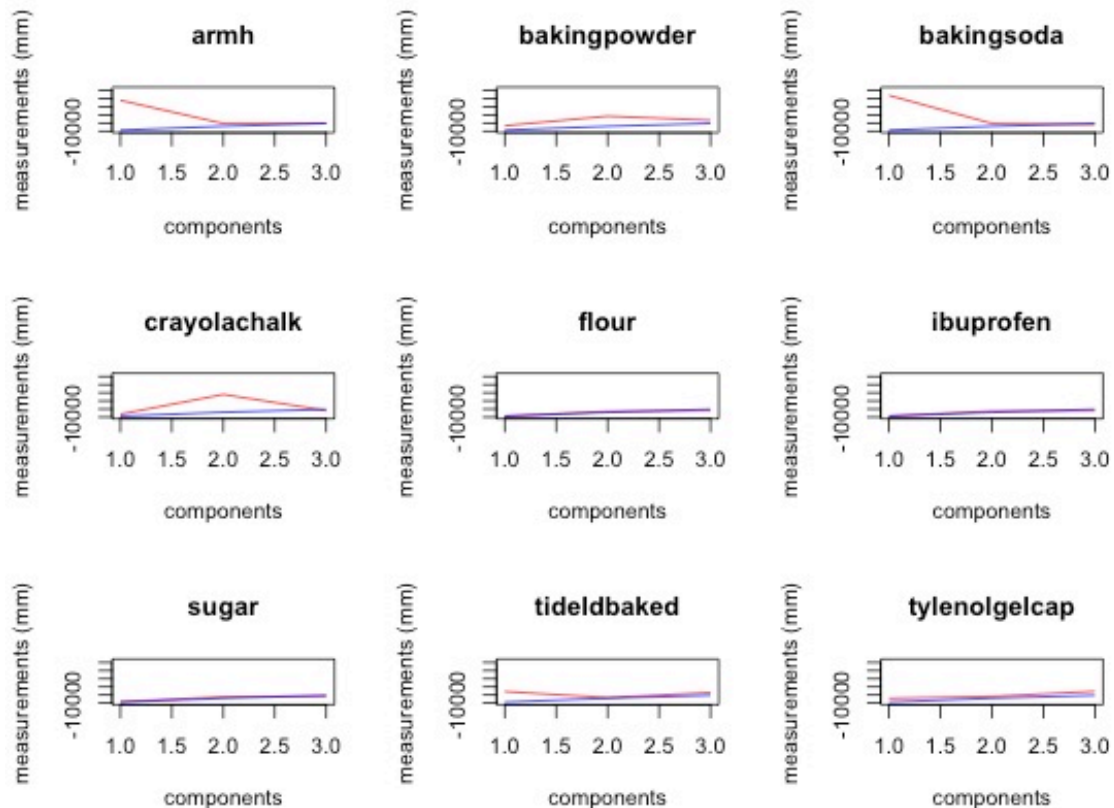 armh
measurements (mm)
-10000
1.0 1.5 2.0 2.5 3.0
components
bakingpowder
measurements (mm)
-10000
1.0 1.5 2.0 2.5 3.0
components
bakingsoda
measurements (mm)
-10000
1.0 1.5 2.0 2.5 3.0
components
crayolachalk
measurements (mm)
-10000
1.0 1.5 2.0 2.5 3.0
components
flour
measurements (mm)
-10000
1.0 1.5 2.0 2.5 3.0
components
ibuprofen
measurements (mm)
-10000
1.0 1.5 2.0 2.5 3.0
components
sugar
measurements (mm)
-10000
1.0 1.5 2.0 2.5 3.0
components
tideldbaked
measurements (mm)
-10000
1.0 1.5 2.0 2.5 3.0
components
tylenolgelcap
measurements (mm)
-10000
1.0 1.5 2.0 2.5 3.0
components